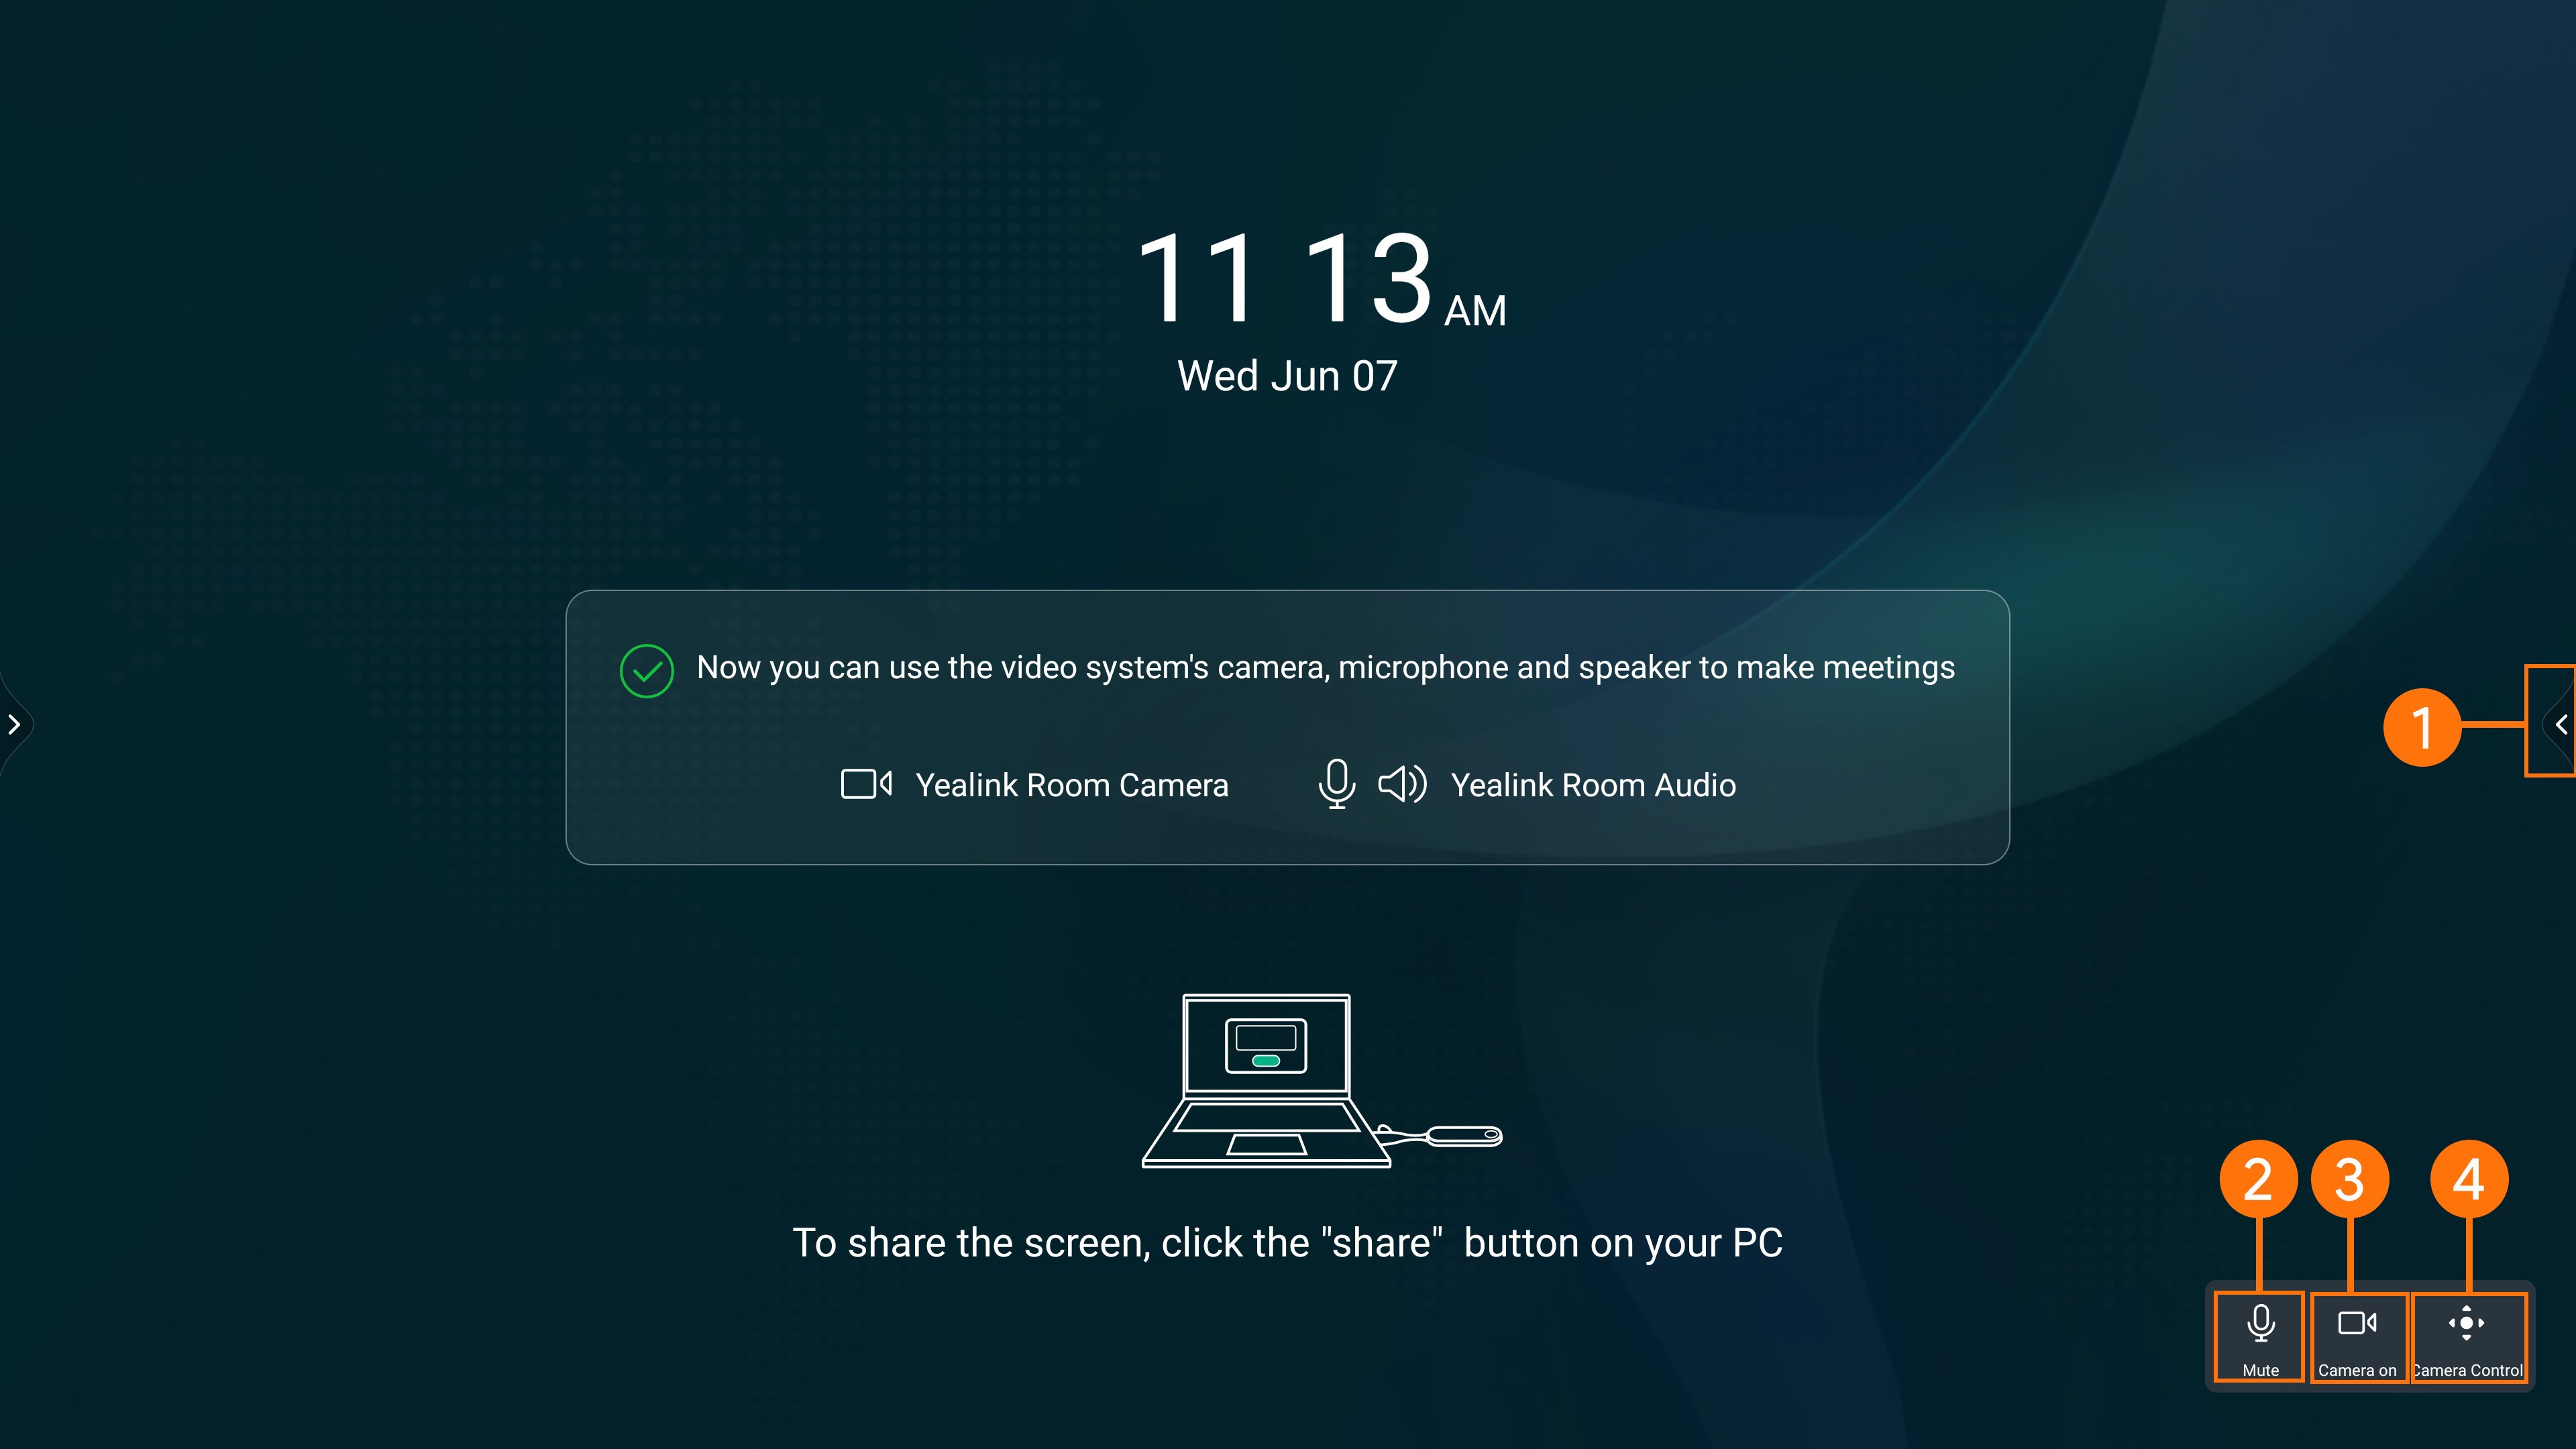 11 13 AM
Wed Jun 07
Now you can use the video system's camera, microphone and speaker to make meetings
Yealink Room Camera
Yealink Room Audio
1
To share the screen, click the "share"  button on your PC
2 3 4
Mute
Camera on
Camera Control